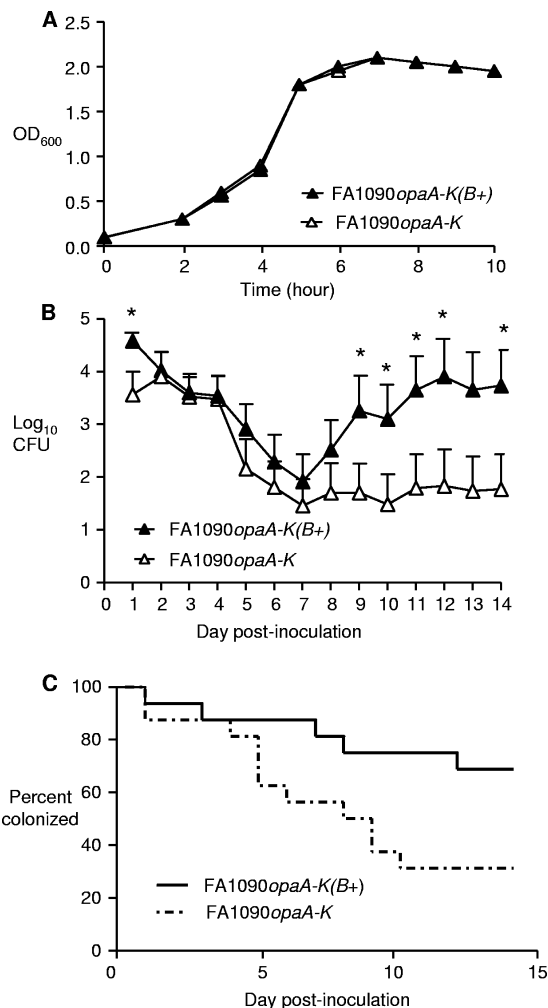 A
2.5
2.0
1.5
1.0
0.5
0.0
OD600
FA1090opaA-K(B+)
FA1090opaA-K
0 2 4 6 8 10
Time (hour)
B
5
4
3
2
1
0
Log10
CFU
* * * * * *
FA1090opaA-K(B+)
FA1090opaA-K
0 1 2 3 4 5 6 7 8 9 10 11 12 13 14
Day post-inoculation
C
100
80
60
40
20
0
Percent
colonized
FA1090opaA-K(B+)
FA1090opaA-K
0 5 10 15
Day post-inoculation